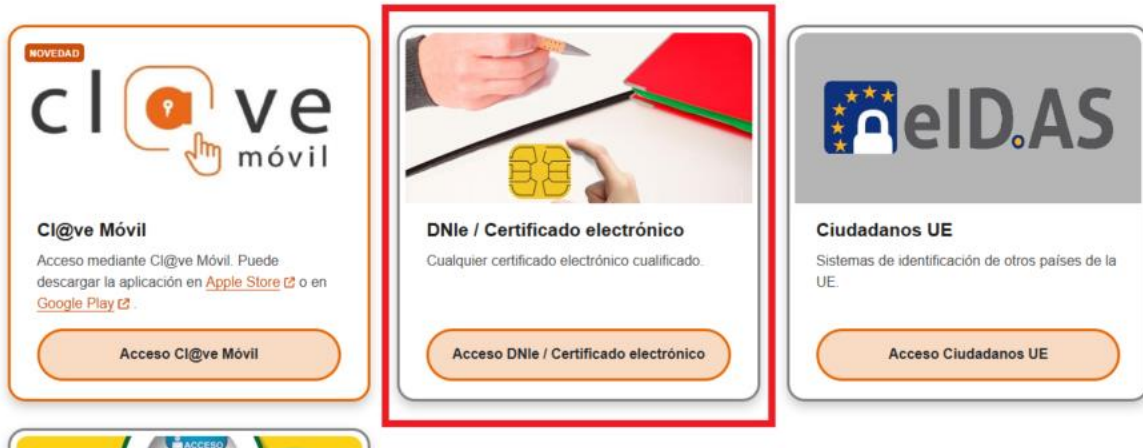 NOVEDAD
cl@ve
móvil
Cl@ve Móvil
Acceso mediante Cl@ve Móvil. Puede
descargar la aplicación en Apple Store o en
Google Play .
Acceso Cl@ve Móvil
DNIe / Certificado electrónico
Cualquier certificado electrónico cualificado.
Acceso DNIe / Certificado electrónico
eID.AS
Ciudadanos UE
Sistemas de identificación de otros países de la
UE.
Acceso Ciudadanos UE
ACCESO